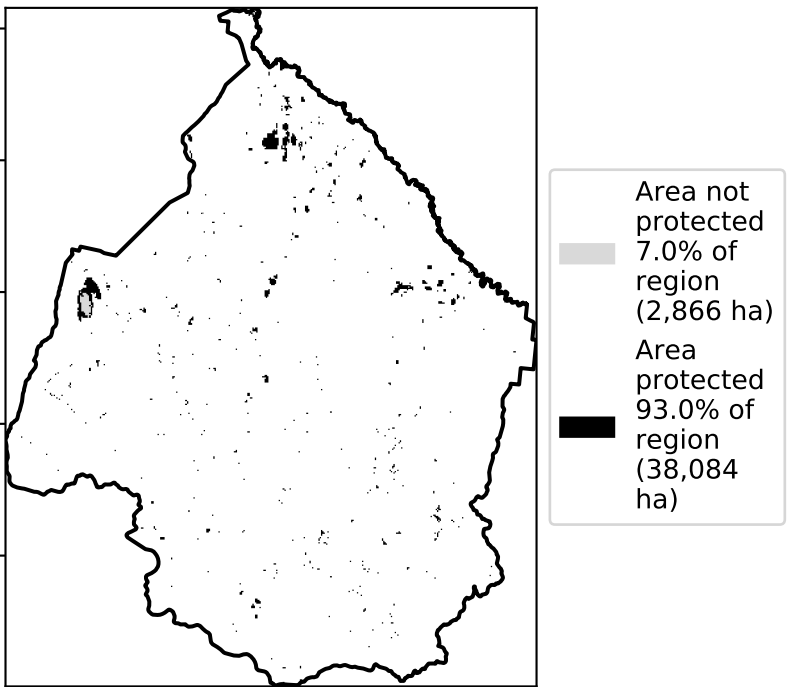 Area not
protected
7.0% of
region
(2,866 ha)
Area
protected
93.0% of
region
(38,084
ha)